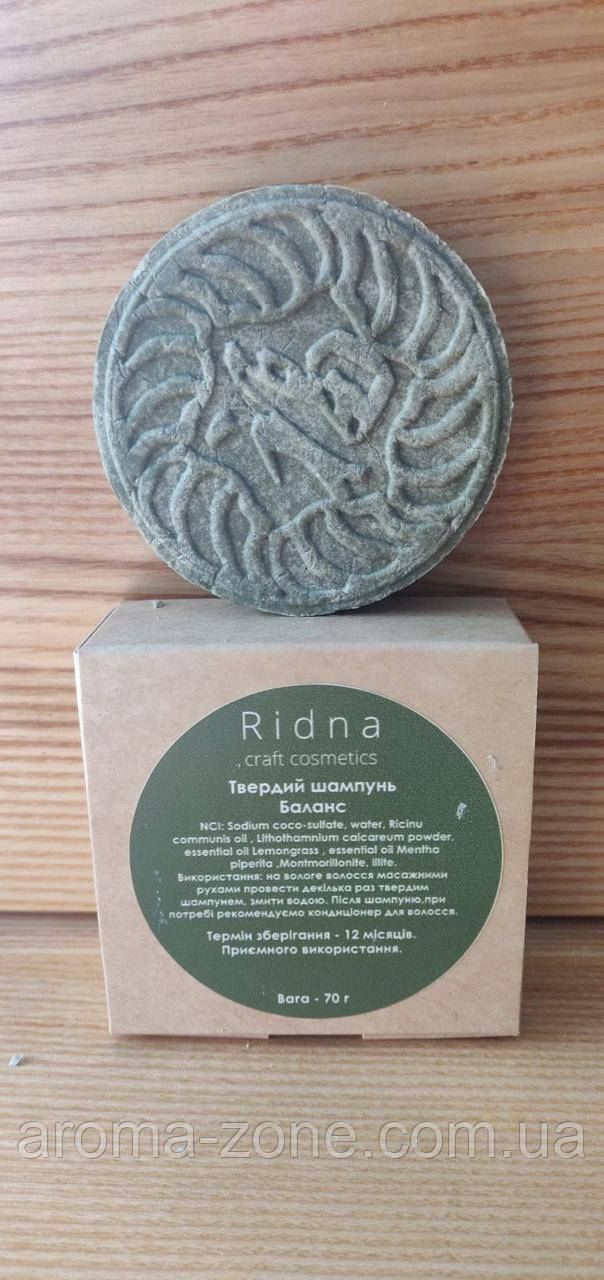 Ridna
craft cosmetics
Твердий шампунь
Баланс
NCI: Sodium coco-sulfate, water, Ricinu
communis oil , Lithothamnium calcareum powder,
essential oil Lemongrass , essential oil Mentha
piperita ,Montmorillonite, Illite.
Використання: на вологе волосся масажними
рухами провести декілька раз твердим
шампунем, змити водою. Після шампуню,при
потребі рекомендуємо кондиціонер для волосся.
Термін зберігання - 12 місяців.
Приємного використання.
Вага - 70 г
aroma-zone.com.ua